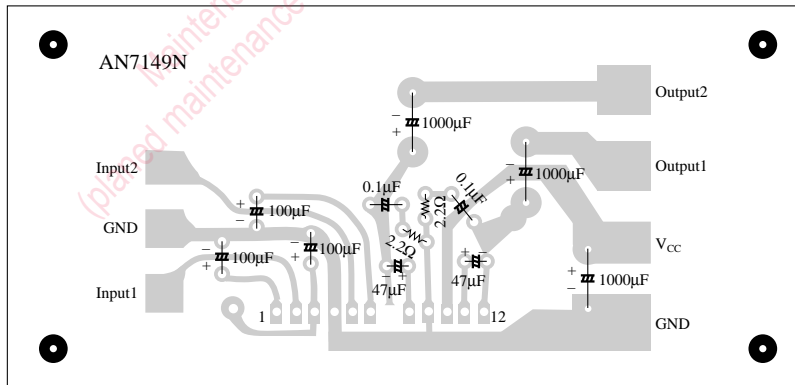 Maintenance
(planed maintenance
AN7149N
Output2
1000μF
Output1
1000μF
Input2
0.1μF
0.1μF
2.2Ω
100μF
GND
100μF
2.2Ω
VCC
100μF
47μF
47μF
1000μF
Input1
1
12
GND